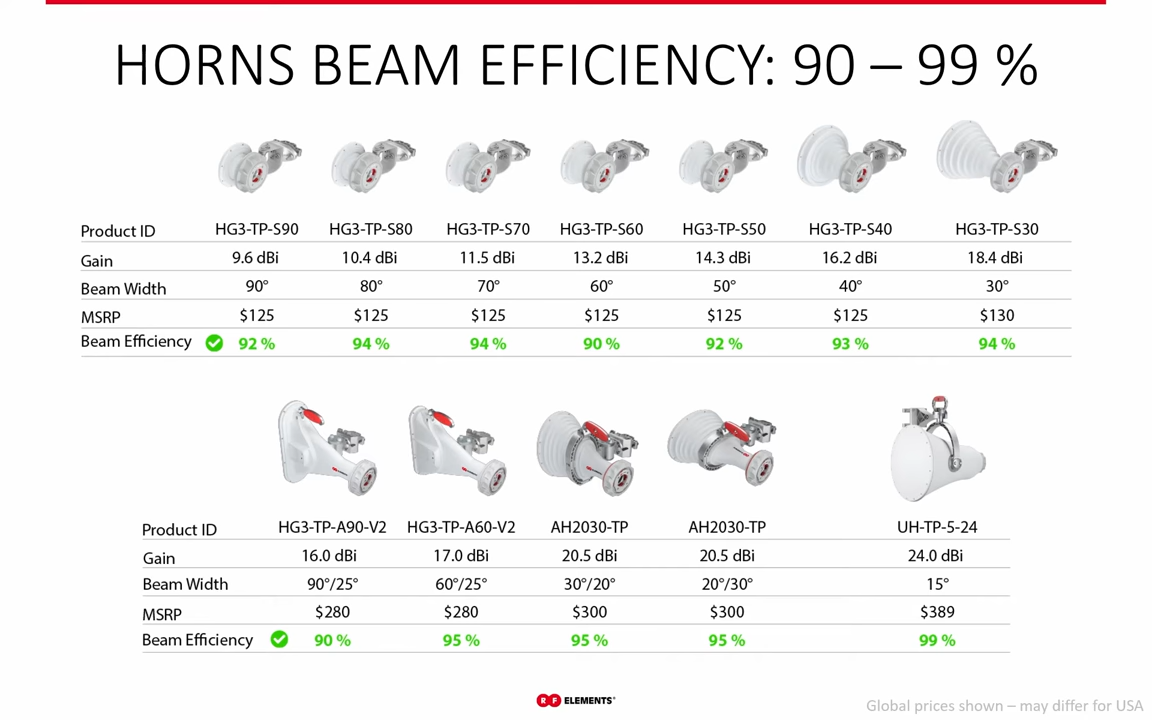 HORNS BEAM EFFICIENCY: 90 – 99 %
Product ID HG3-TP-S90 HG3-TP-S80 HG3-TP-S70 HG3-TP-S60 HG3-TP-S50 HG3-TP-S40 HG3-TP-S30
Gain 9.6 dBi 10.4 dBi 11.5 dBi 13.2 dBi 14.3 dBi 16.2 dBi 18.4 dBi
Beam Width 90° 80° 70° 60° 50° 40° 30°
MSRP $125 $125 $125 $125 $125 $125 $130
Beam Efficiency 92 % 94 % 94 % 90 % 92 % 93 % 94 %
Product ID HG3-TP-A90-V2 HG3-TP-A60-V2 AH2030-TP AH2030-TP UH-TP-5-24
Gain 16.0 dBi 17.0 dBi 20.5 dBi 20.5 dBi 24.0 dBi
Beam Width 90°/25° 60°/25° 30°/20° 20°/30° 15°
MSRP $280 $280 $300 $300 $389
Beam Efficiency 90 % 95 % 95 % 95 % 99 %
RF ELEMENTS
Global prices shown – may differ for USA